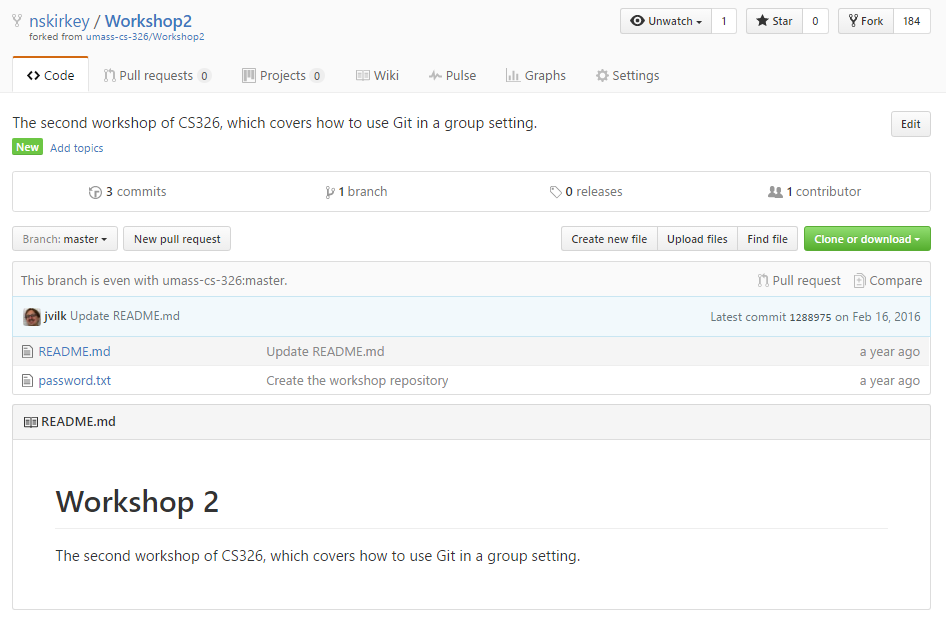 nskirkey / Workshop2
forked from umass-cs-326/Workshop2
Unwatch 1 Star 0 Fork 184
Code Pull requests 0 Projects 0 Wiki Pulse Graphs Settings
The second workshop of CS326, which covers how to use Git in a group setting. Edit
New Add topics
3 commits 1 branch 0 releases 1 contributor
Branch: master New pull request Create new file Upload files Find file Clone or download
This branch is even with umass-cs-326:master. Pull request Compare
jvilk Update README.md Latest commit 1288975 on Feb 16, 2016
README.md Update README.md a year ago
password.txt Create the workshop repository a year ago
README.md
Workshop 2
The second workshop of CS326, which covers how to use Git in a group setting.